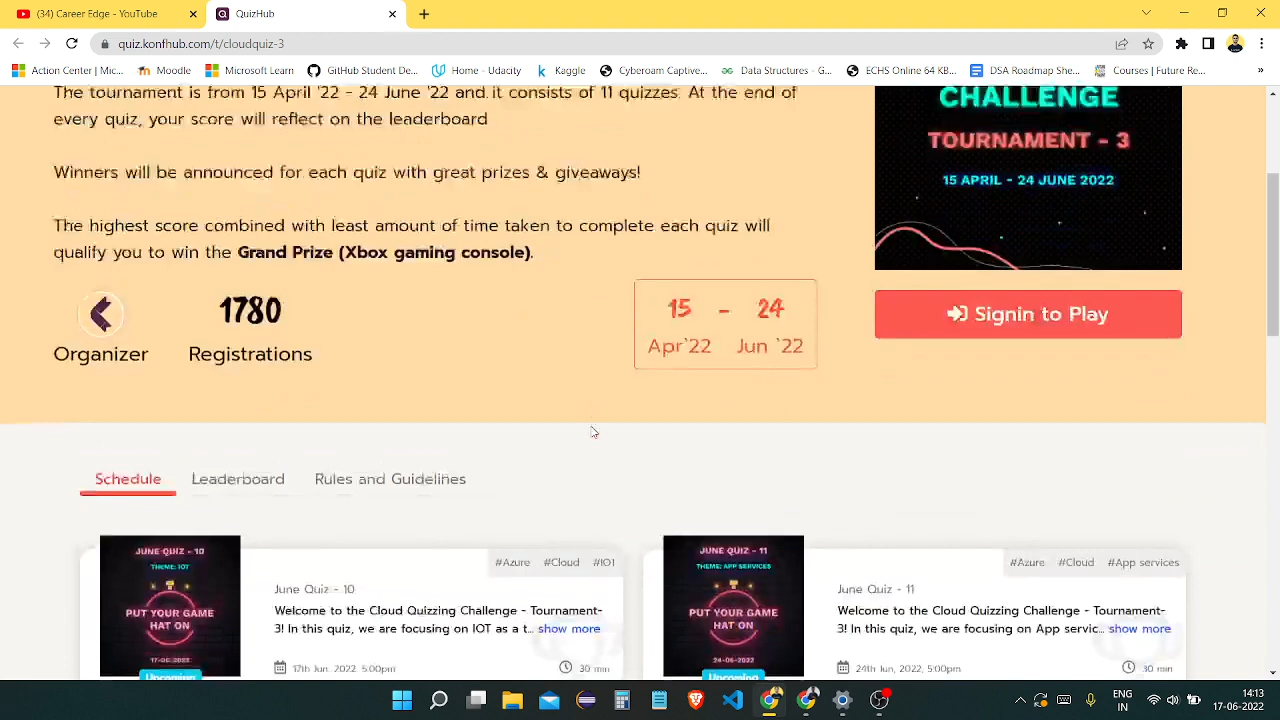 (34) Career Edge - YouTube
QuizHub
quiz.konfhub.com/t/cloudquiz-3
Action Center | Mic...
Moodle
Microsoft Learn
GitHub Student De...
Home - Udacity
Kaggle
Cyberoam Captive...
Data Structures - G...
ECHS Online 64 KB...
DSA Roadmap She...
Courses | Future Re...
»
The tournament is from 15 April '22 - 24 June '22 and it consists of 11 quizzes. At the end of
every quiz, your score will reflect on the leaderboard
Winners will be announced for each quiz with great prizes & giveaways!
The highest score combined with least amount of time taken to complete each quiz will
qualify you to win the Grand Prize (Xbox gaming console).
CHALLENGE
TOURNAMENT - 3
15 APRIL - 24 JUNE 2022
Organizer
1780
Registrations
15 - 24
Apr`22 Jun `22
Signin to Play
Schedule
Leaderboard
Rules and Guidelines
JUNE QUIZ - 10
THEME: IOT
PUT YOUR GAME
HAT ON
17-06-2022
Upcoming
#Azure #Cloud #IOT
June Quiz - 10
Welcome to the Cloud Quizzing Challenge - Tournament-
3! In this quiz, we are focusing on IOT as a t... show more
17th Jun, 2022, 5:00pm
30 min
JUNE QUIZ - 11
THEME: APP SERVICES
PUT YOUR GAME
HAT ON
24-06-2022
Upcoming
#Azure #Cloud #App services
June Quiz - 11
Welcome to the Cloud Quizzing Challenge - Tournament-
3! In this quiz, we are focusing on App servic... show more
24th Jun, 2022, 5:00pm
30 min
ENG
IN
14:13
17-06-2022